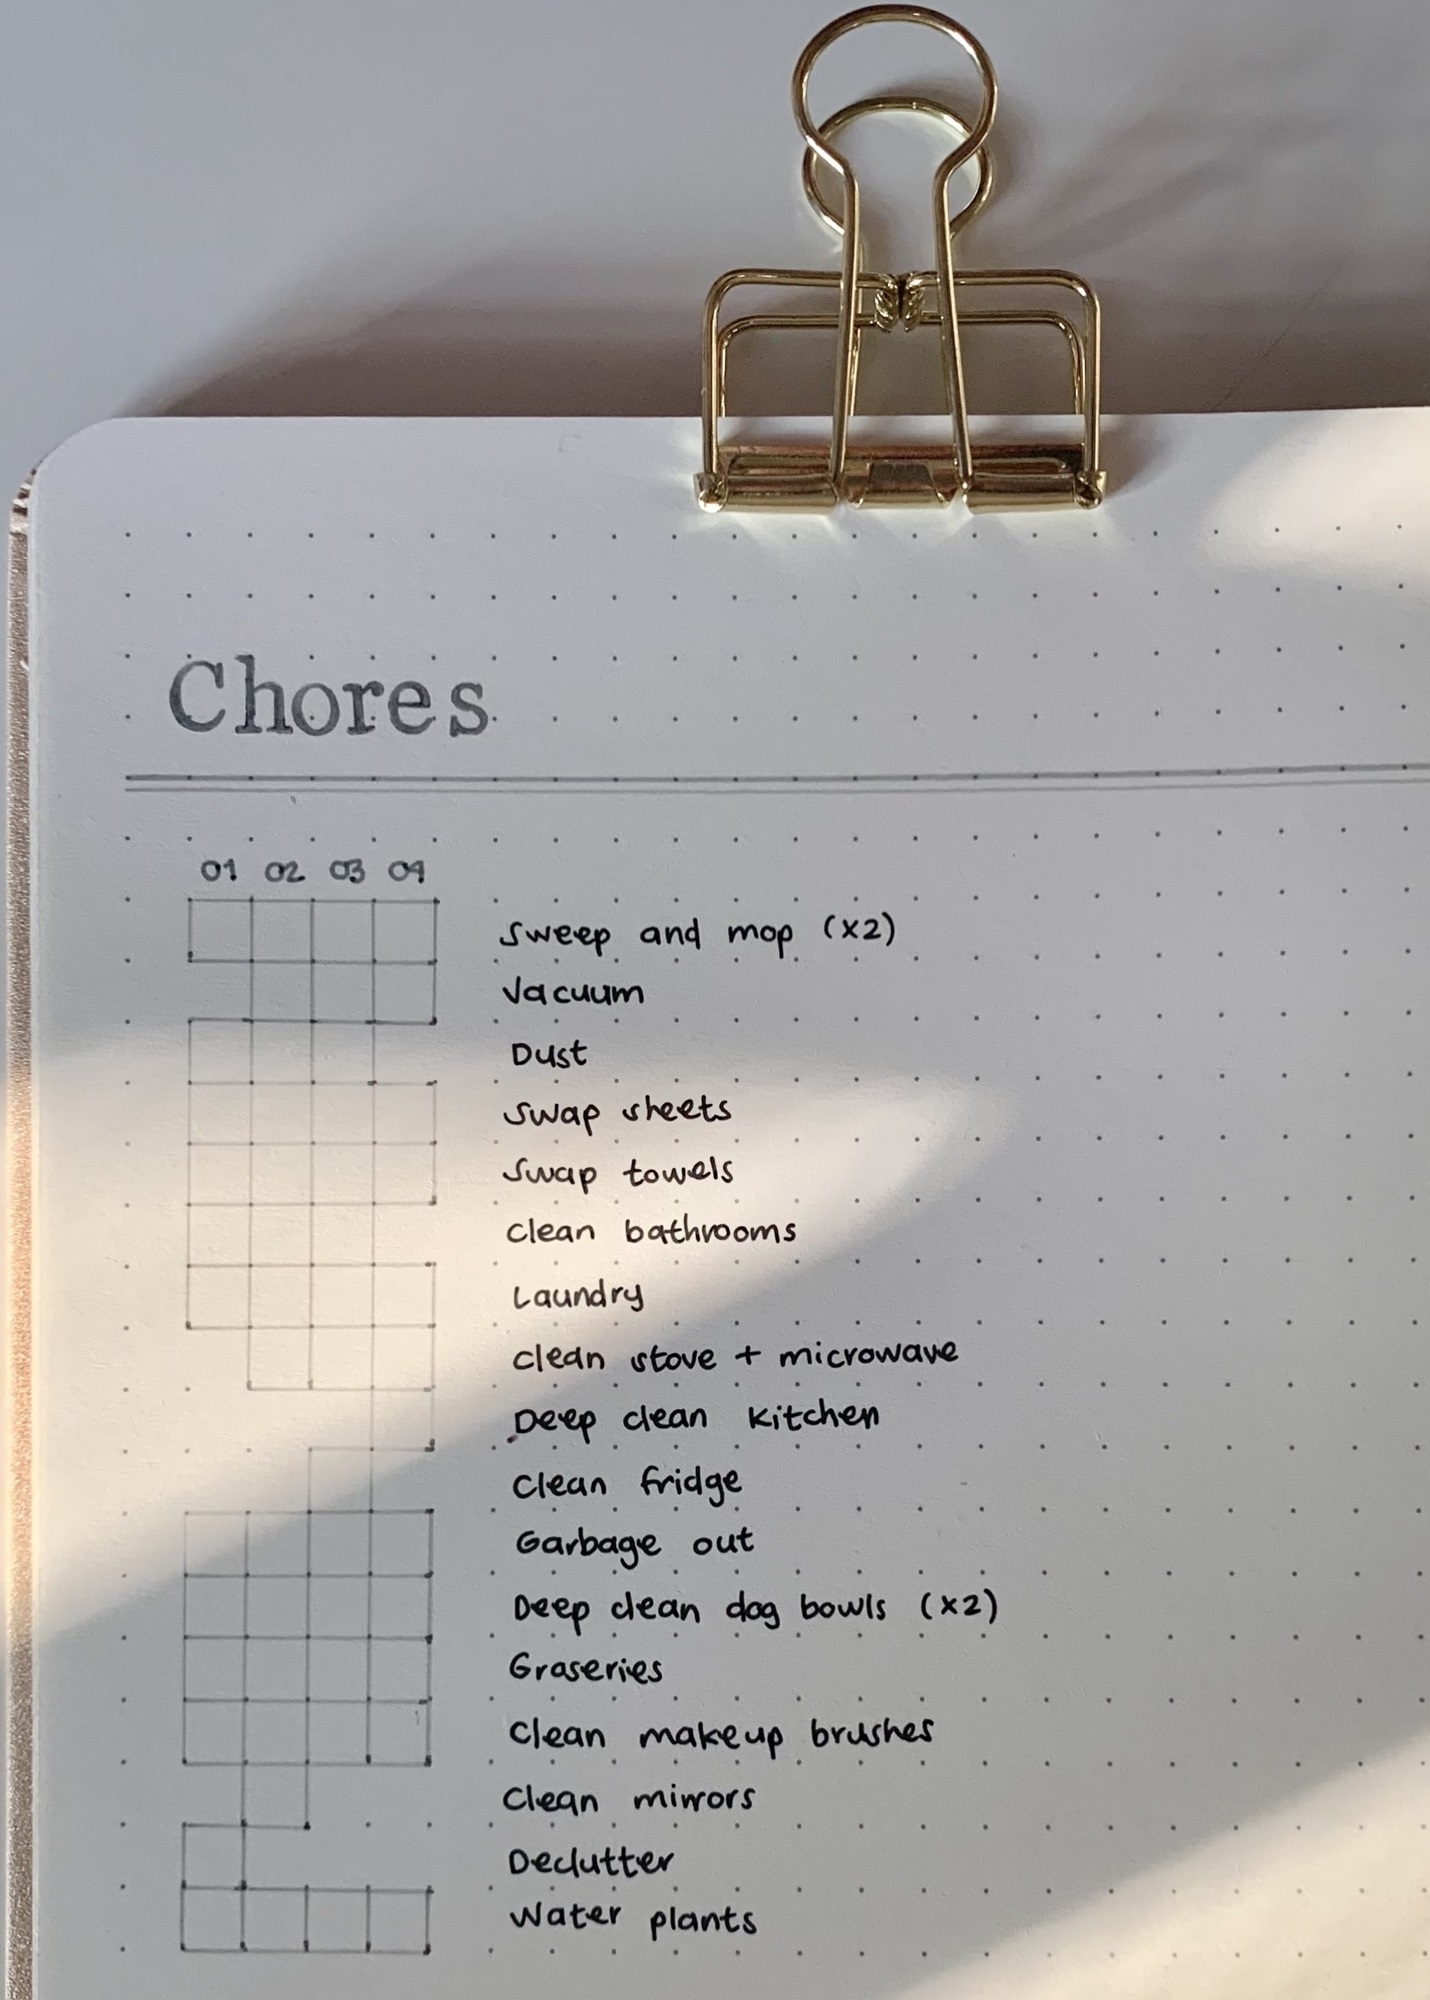 Chores
01 02 03 04
Sweep and mop (x2)
Vacuum
Dust
Swap sheets
Swap towels
Clean bathrooms
Laundry
Clean stove + microwave
Deep clean kitchen
Clean fridge
Garbage out
Deep clean dog bowls (x2)
Groseries
Clean makeup brushes
Clean mirrors
Declutter
Water plants